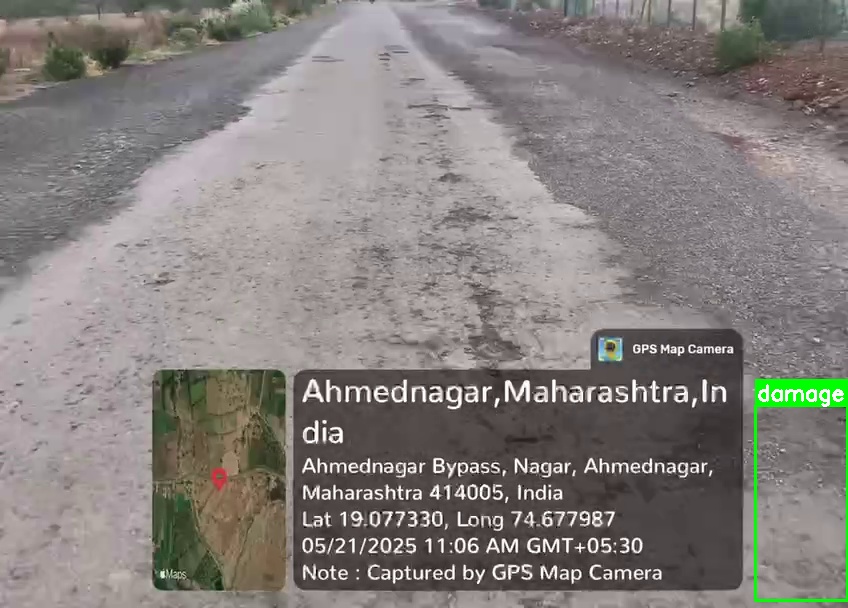 GPS Map Camera
damage
Ahmednagar,Maharashtra,In
dia
Ahmednagar Bypass, Nagar, Ahmednagar,
Maharashtra 414005, India
Lat 19.077330, Long 74.677987
05/21/2025 11:06 AM GMT+05:30
Note : Captured by GPS Map Camera
Maps